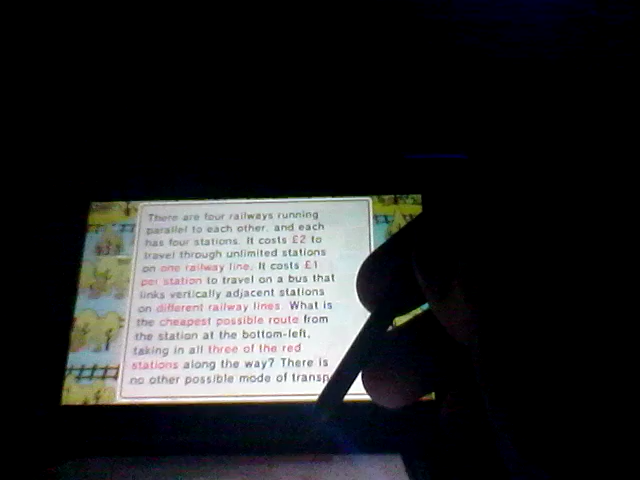 There are four railways running
parallel to each other, and each
has four stations. It costs £2 to
travel through unlimited stations
on one railway line. It costs £1
per station to travel on a bus that
links vertically adjacent stations
on different railway lines. What is
the cheapest possible route from
the station at the bottom-left,
taking in all three of the red
stations along the way? There is
no other possible mode of